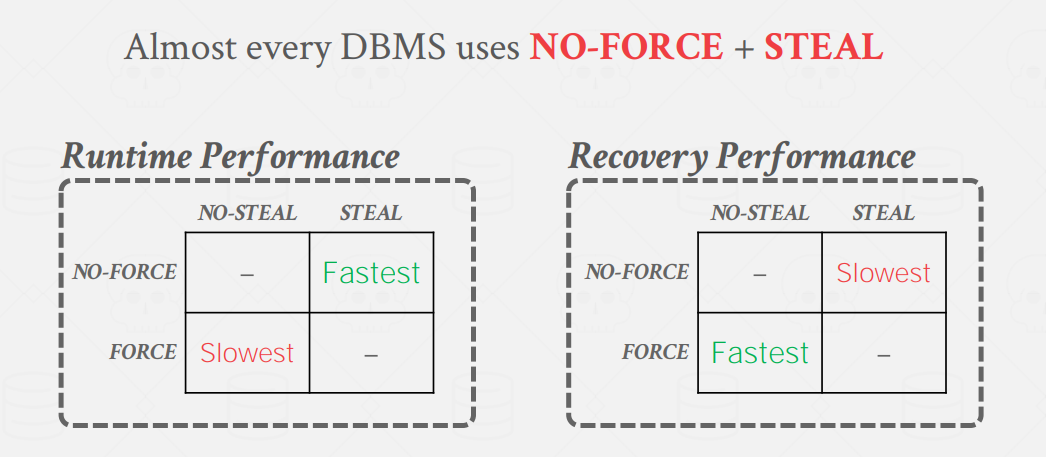 Almost every DBMS uses NO-FORCE + STEAL
Runtime Performance
NO-STEAL STEAL
NO-FORCE – Fastest
FORCE Slowest –
Recovery Performance
NO-STEAL STEAL
NO-FORCE – Slowest
FORCE Fastest –